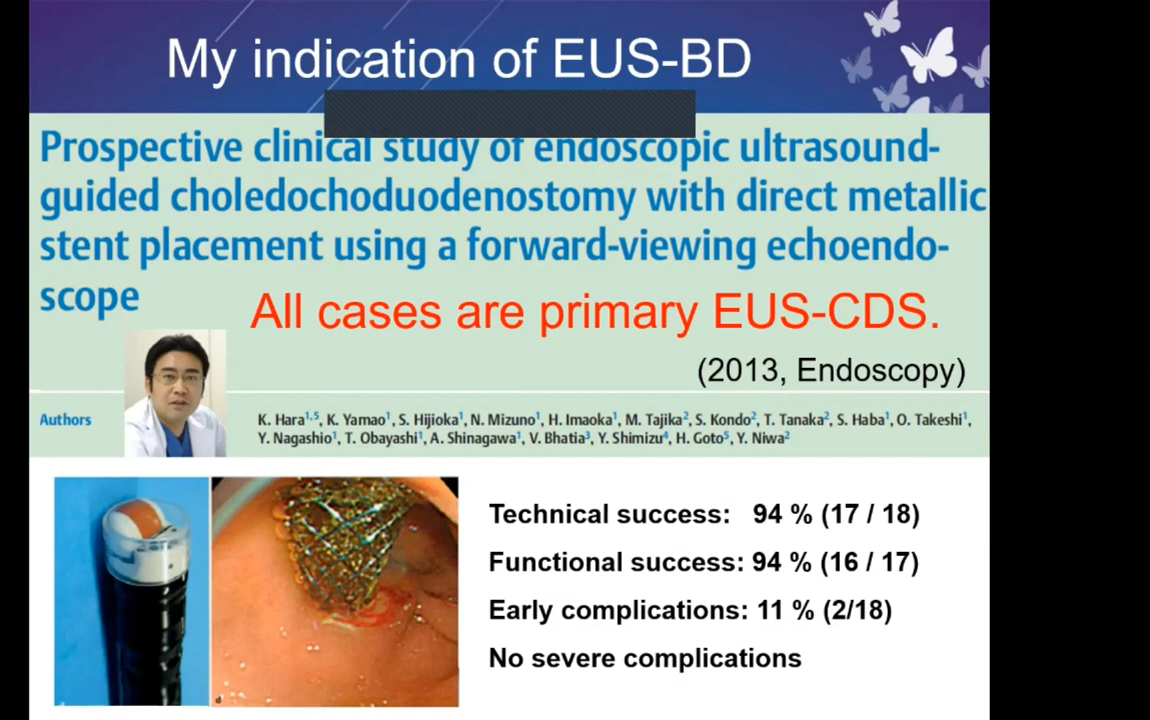 My indication of EUS-BD
Prospective clinical study of endoscopic ultrasound-
guided choledochoduodenostomy with direct metallic
stent placement using a forward-viewing echoendo-
scope
All cases are primary EUS-CDS.
(2013, Endoscopy)
Authors
K. Hara1,5, K. Yamao1, S. Hijioka1, N. Mizuno1, H. Imaoka1, M. Tajika2, S. Kondo2, T. Tanaka2, S. Haba1, O. Takeshi1,
Y. Nagashio1, T. Obayashi1, A. Shinagawa1, V. Bhatia3, Y. Shimizu4, H. Goto5, Y. Niwa2
Technical success: 94 % (17 / 18)
Functional success: 94 % (16 / 17)
Early complications: 11 % (2/18)
No severe complications